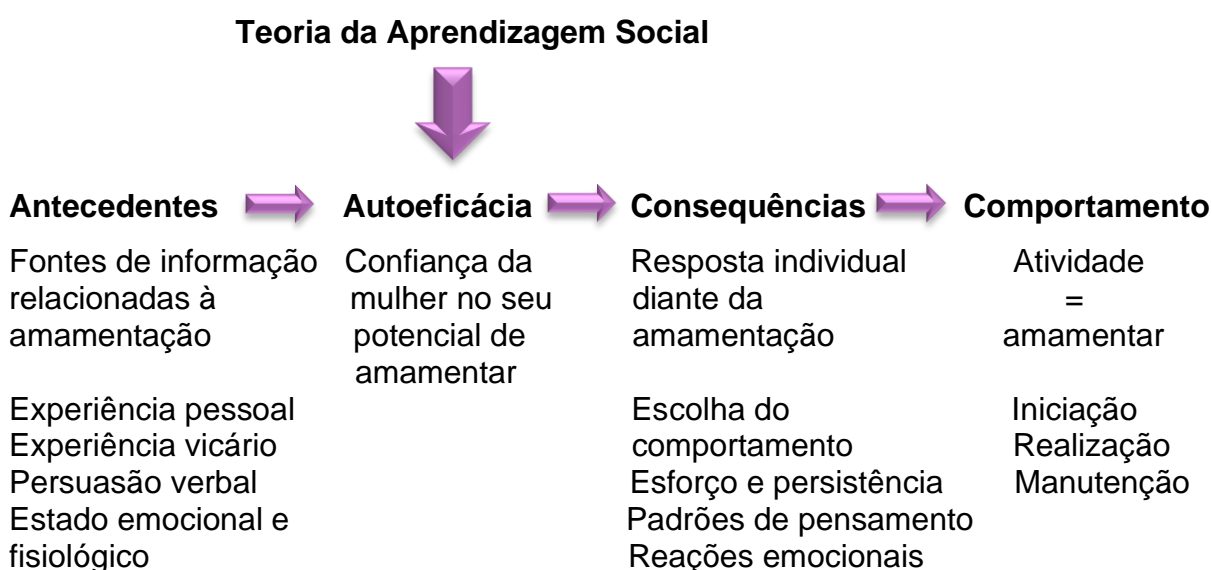 Teoria da Aprendizagem Social
Antecedentes
Fontes de informação
relacionadas à
amamentação
Experiência pessoal
Experiência vicário
Persuasão verbal
Estado emocional e
fisiológico
Autoeficácia
Confiança da
mulher no seu
potencial de
amamentar
Consequências
Resposta individual
diante da
amamentação
Escolha do
comportamento
Esforço e persistência
Padrões de pensamento
Reações emocionais
Comportamento
Atividade
=
amamentar
Iniciação
Realização
Manutenção